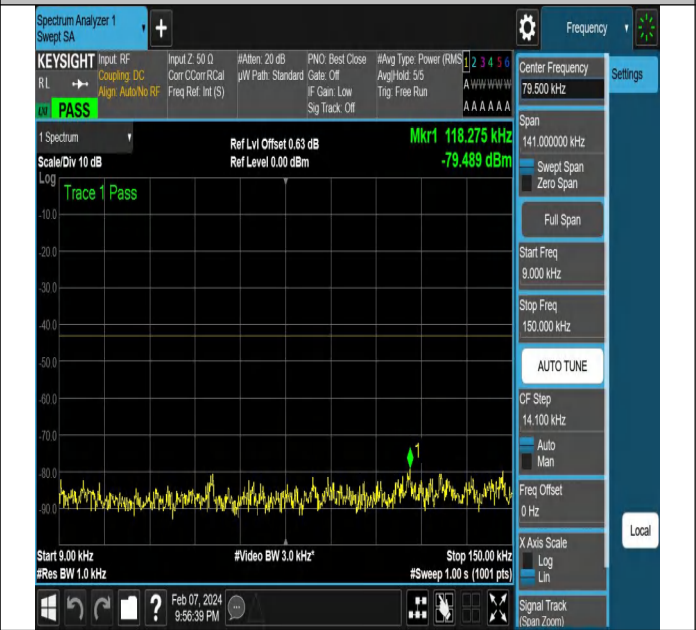 Spectrum Analyzer 1
Swept SA
Frequency
KEYSIGHT
Input: RF
Coupling: DC
Align: Auto/No RF
Input Z: 50 Ω
Corr CCorr RCal
Freq Ref: Int (S)
#Atten: 20 dB
µW Path: Standard
PNO: Best Close
Gate: Off
IF Gain: Low
Sig Track: Off
#Avg Type: Power (RMS
Avg|Hold: 5/5
Trig: Free Run
1 2 3 4 5 6
A W W W W W
A A A A A A
RL
PASS
1 Spectrum
Scale/Div 10 dB
Ref Lvl Offset 0.63 dB
Ref Level 0.00 dBm
Mkr1 118.275 kHz
-79.489 dBm
Log
Trace 1 Pass
-10.0
-20.0
-30.0
-40.0
-50.0
-60.0
-70.0
-80.0
-90.0
1
Start 9.00 kHz
#Res BW 1.0 kHz
#Video BW 3.0 kHz*
Stop 150.00 kHz
#Sweep 1.00 s (1001 pts)
Center Frequency
79.500 kHz
Settings
Span
141.000000 kHz
Swept Span
Zero Span
Full Span
Start Freq
9.000 kHz
Stop Freq
150.000 kHz
AUTO TUNE
CF Step
14.100 kHz
Auto
Man
Freq Offset
0 Hz
X Axis Scale
Log
Lin
Local
Signal Track
(Span Zoom)
?
Feb 07, 2024
9:56:39 PM